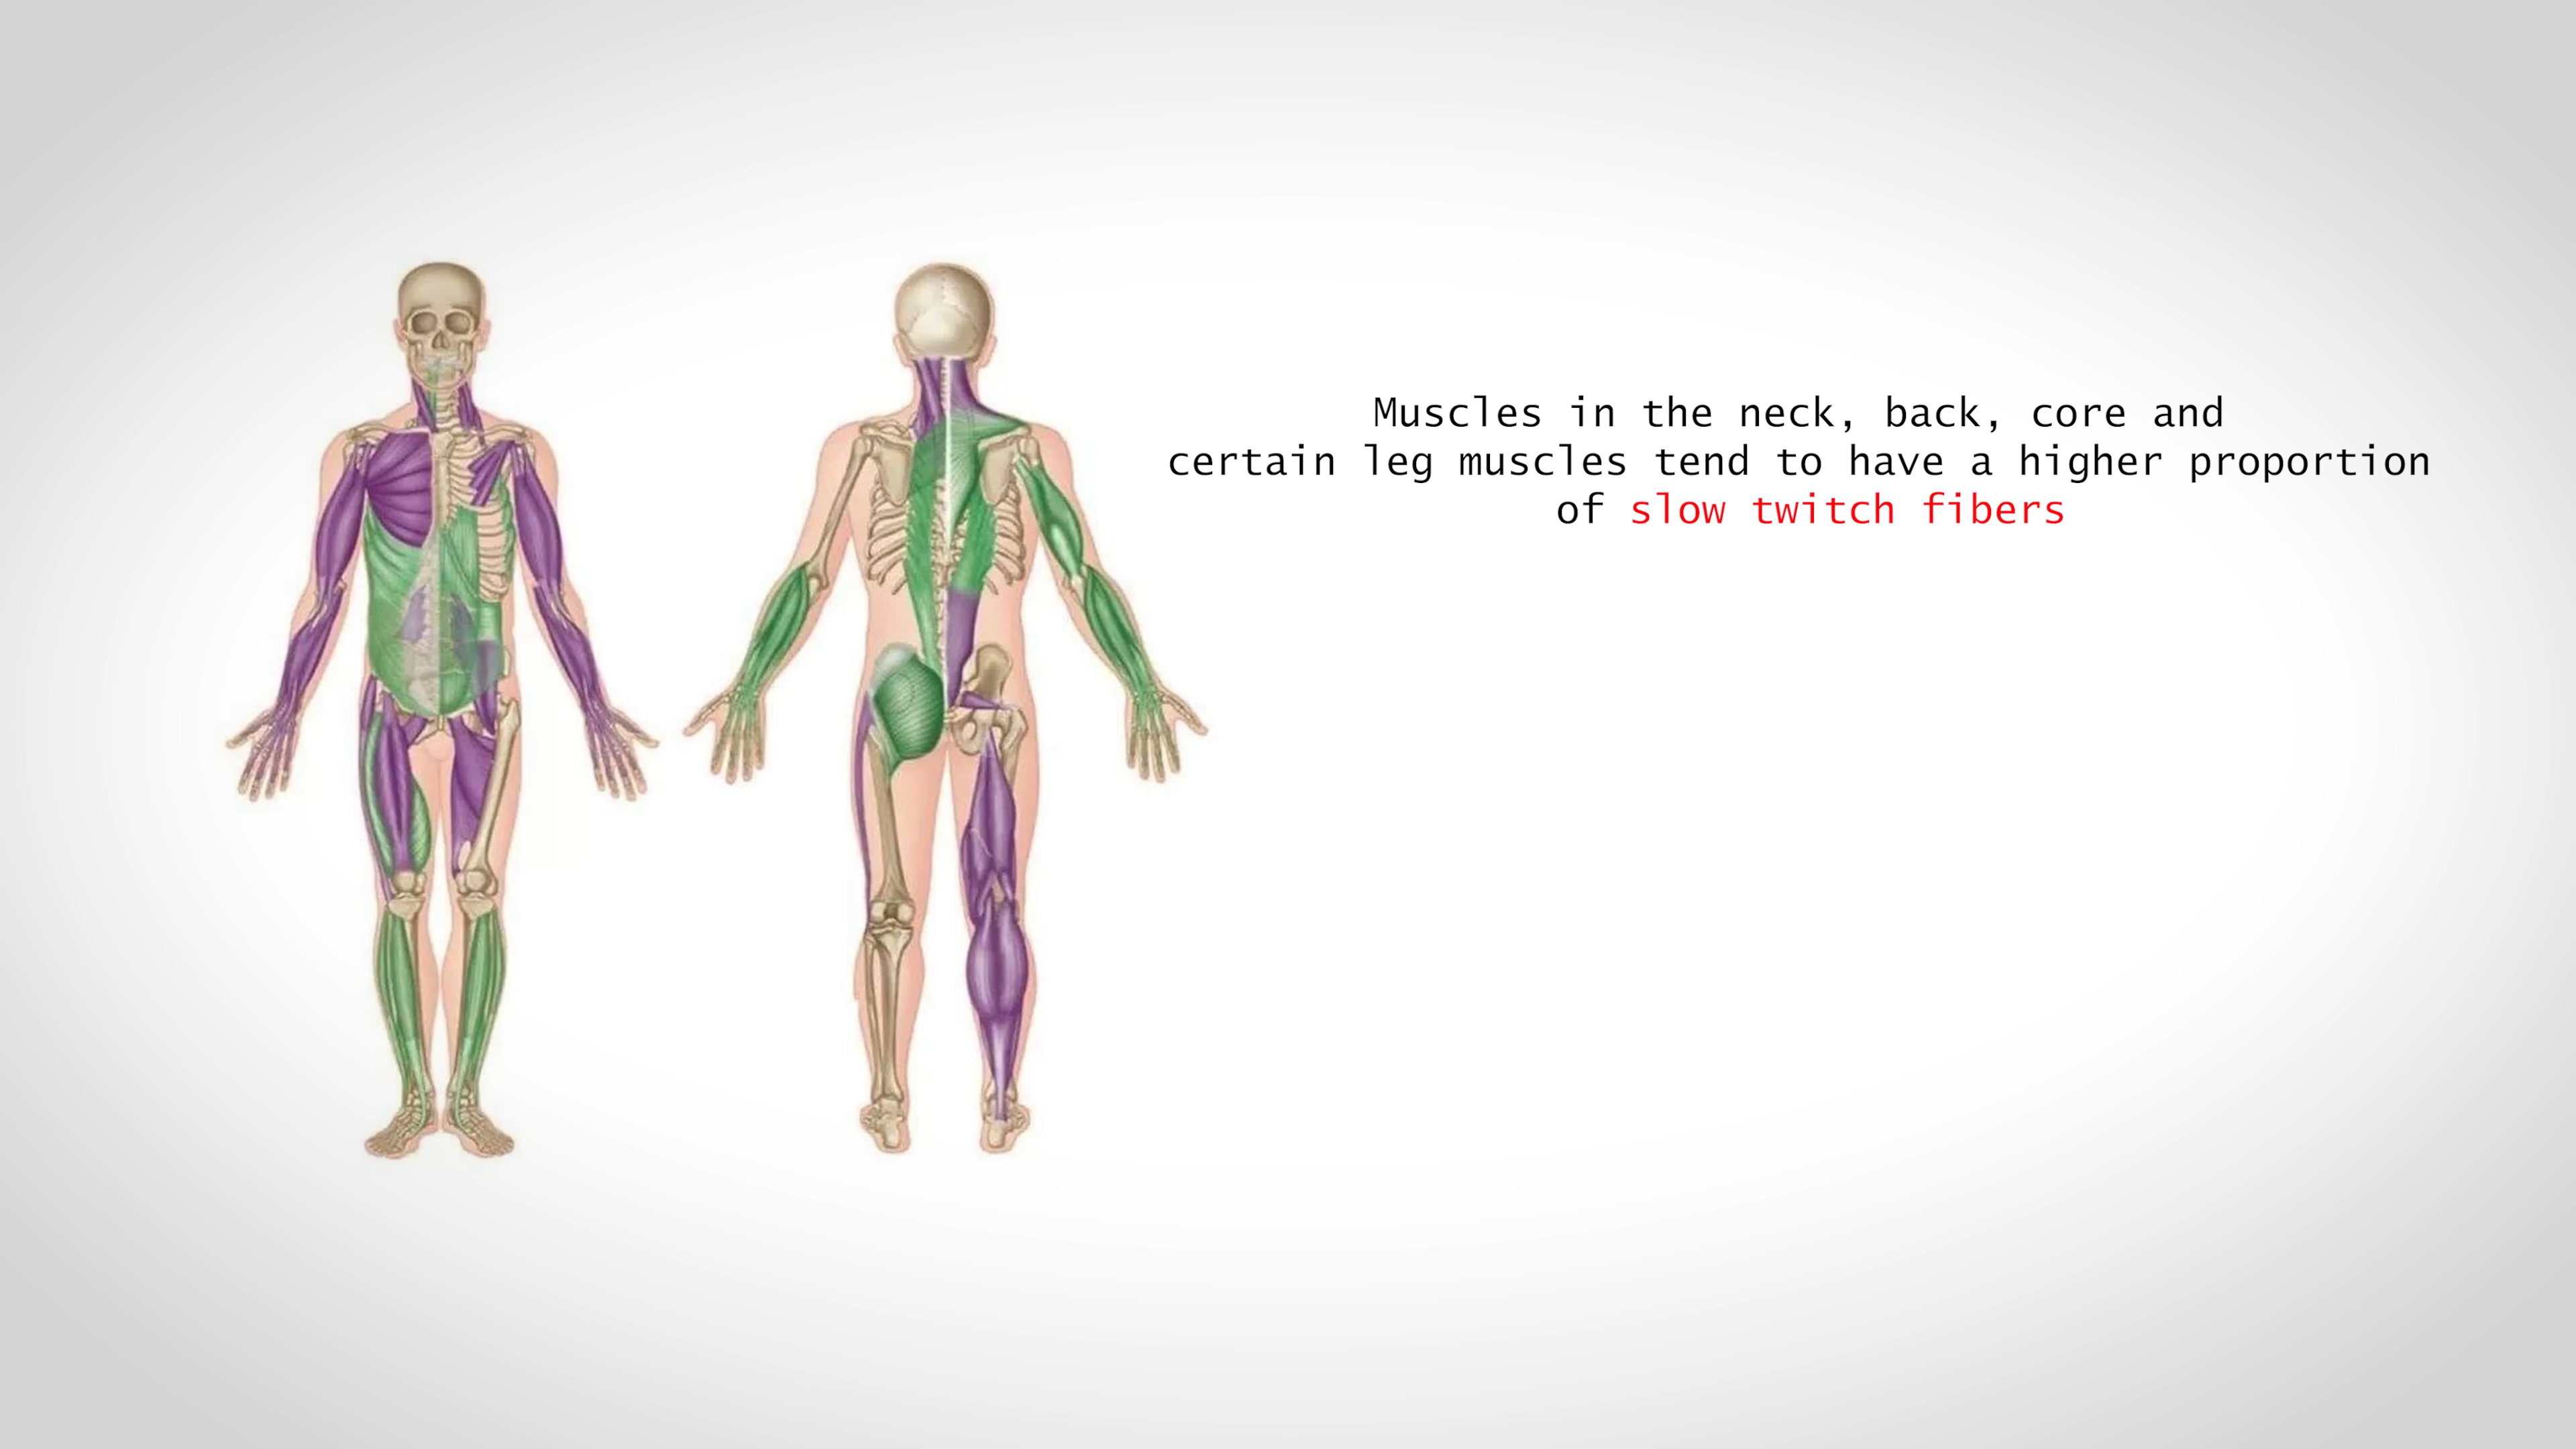 Muscles in the neck, back, core and
certain leg muscles tend to have a higher proportion
of slow twitch fibers